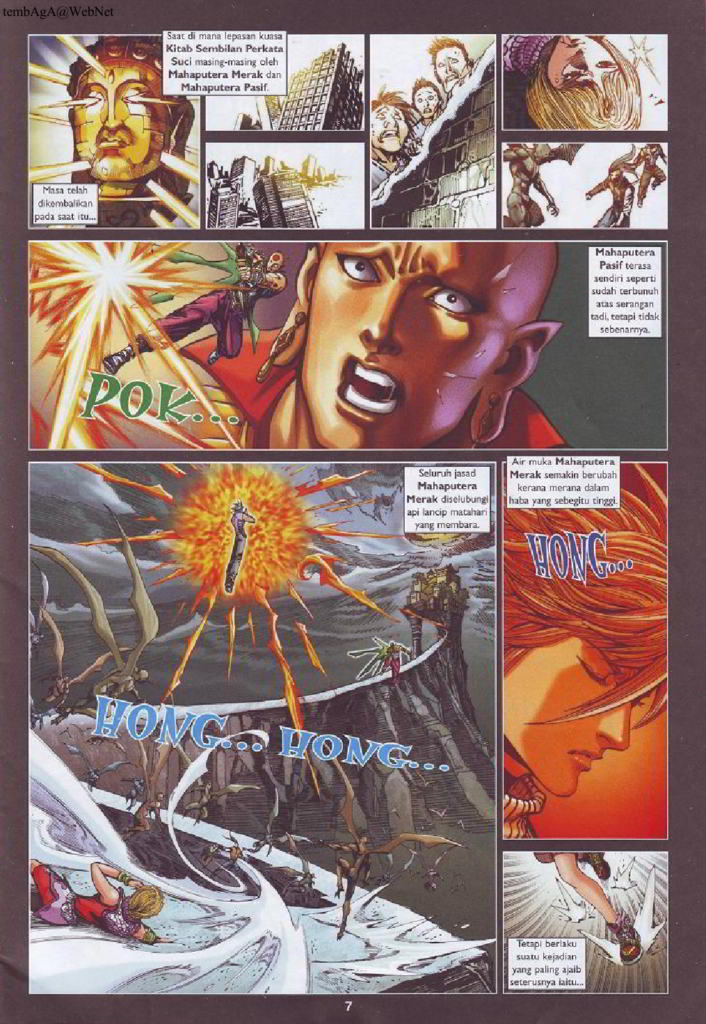 tembAgA@WebNet
Saat di mana lepasan kuasa
Kitab Sembilan Perkata
Suci masing-masing oleh
Mahaputera Merak dan
Mahaputera Pasif.
Masa telah
dikembalikan
pada saat itu...
Mahaputera
Pasif terasa
sendiri seperti
sudah terbunuh
atas serangan
tadi, tetapi tidak
sebenarnya.
POK...
Seluruh jasad
Mahaputera
Merak diselubungi
api lancip matahari
yang membara.
HONG... HONG...
Air muka Mahaputera
Merak semakin berubah
kerana merana dalam
haba yang sebegitu tinggi.
HONG...
Tetapi berlaku
suatu kejadian
yang paling ajaib
seterusnya iaitu...
7